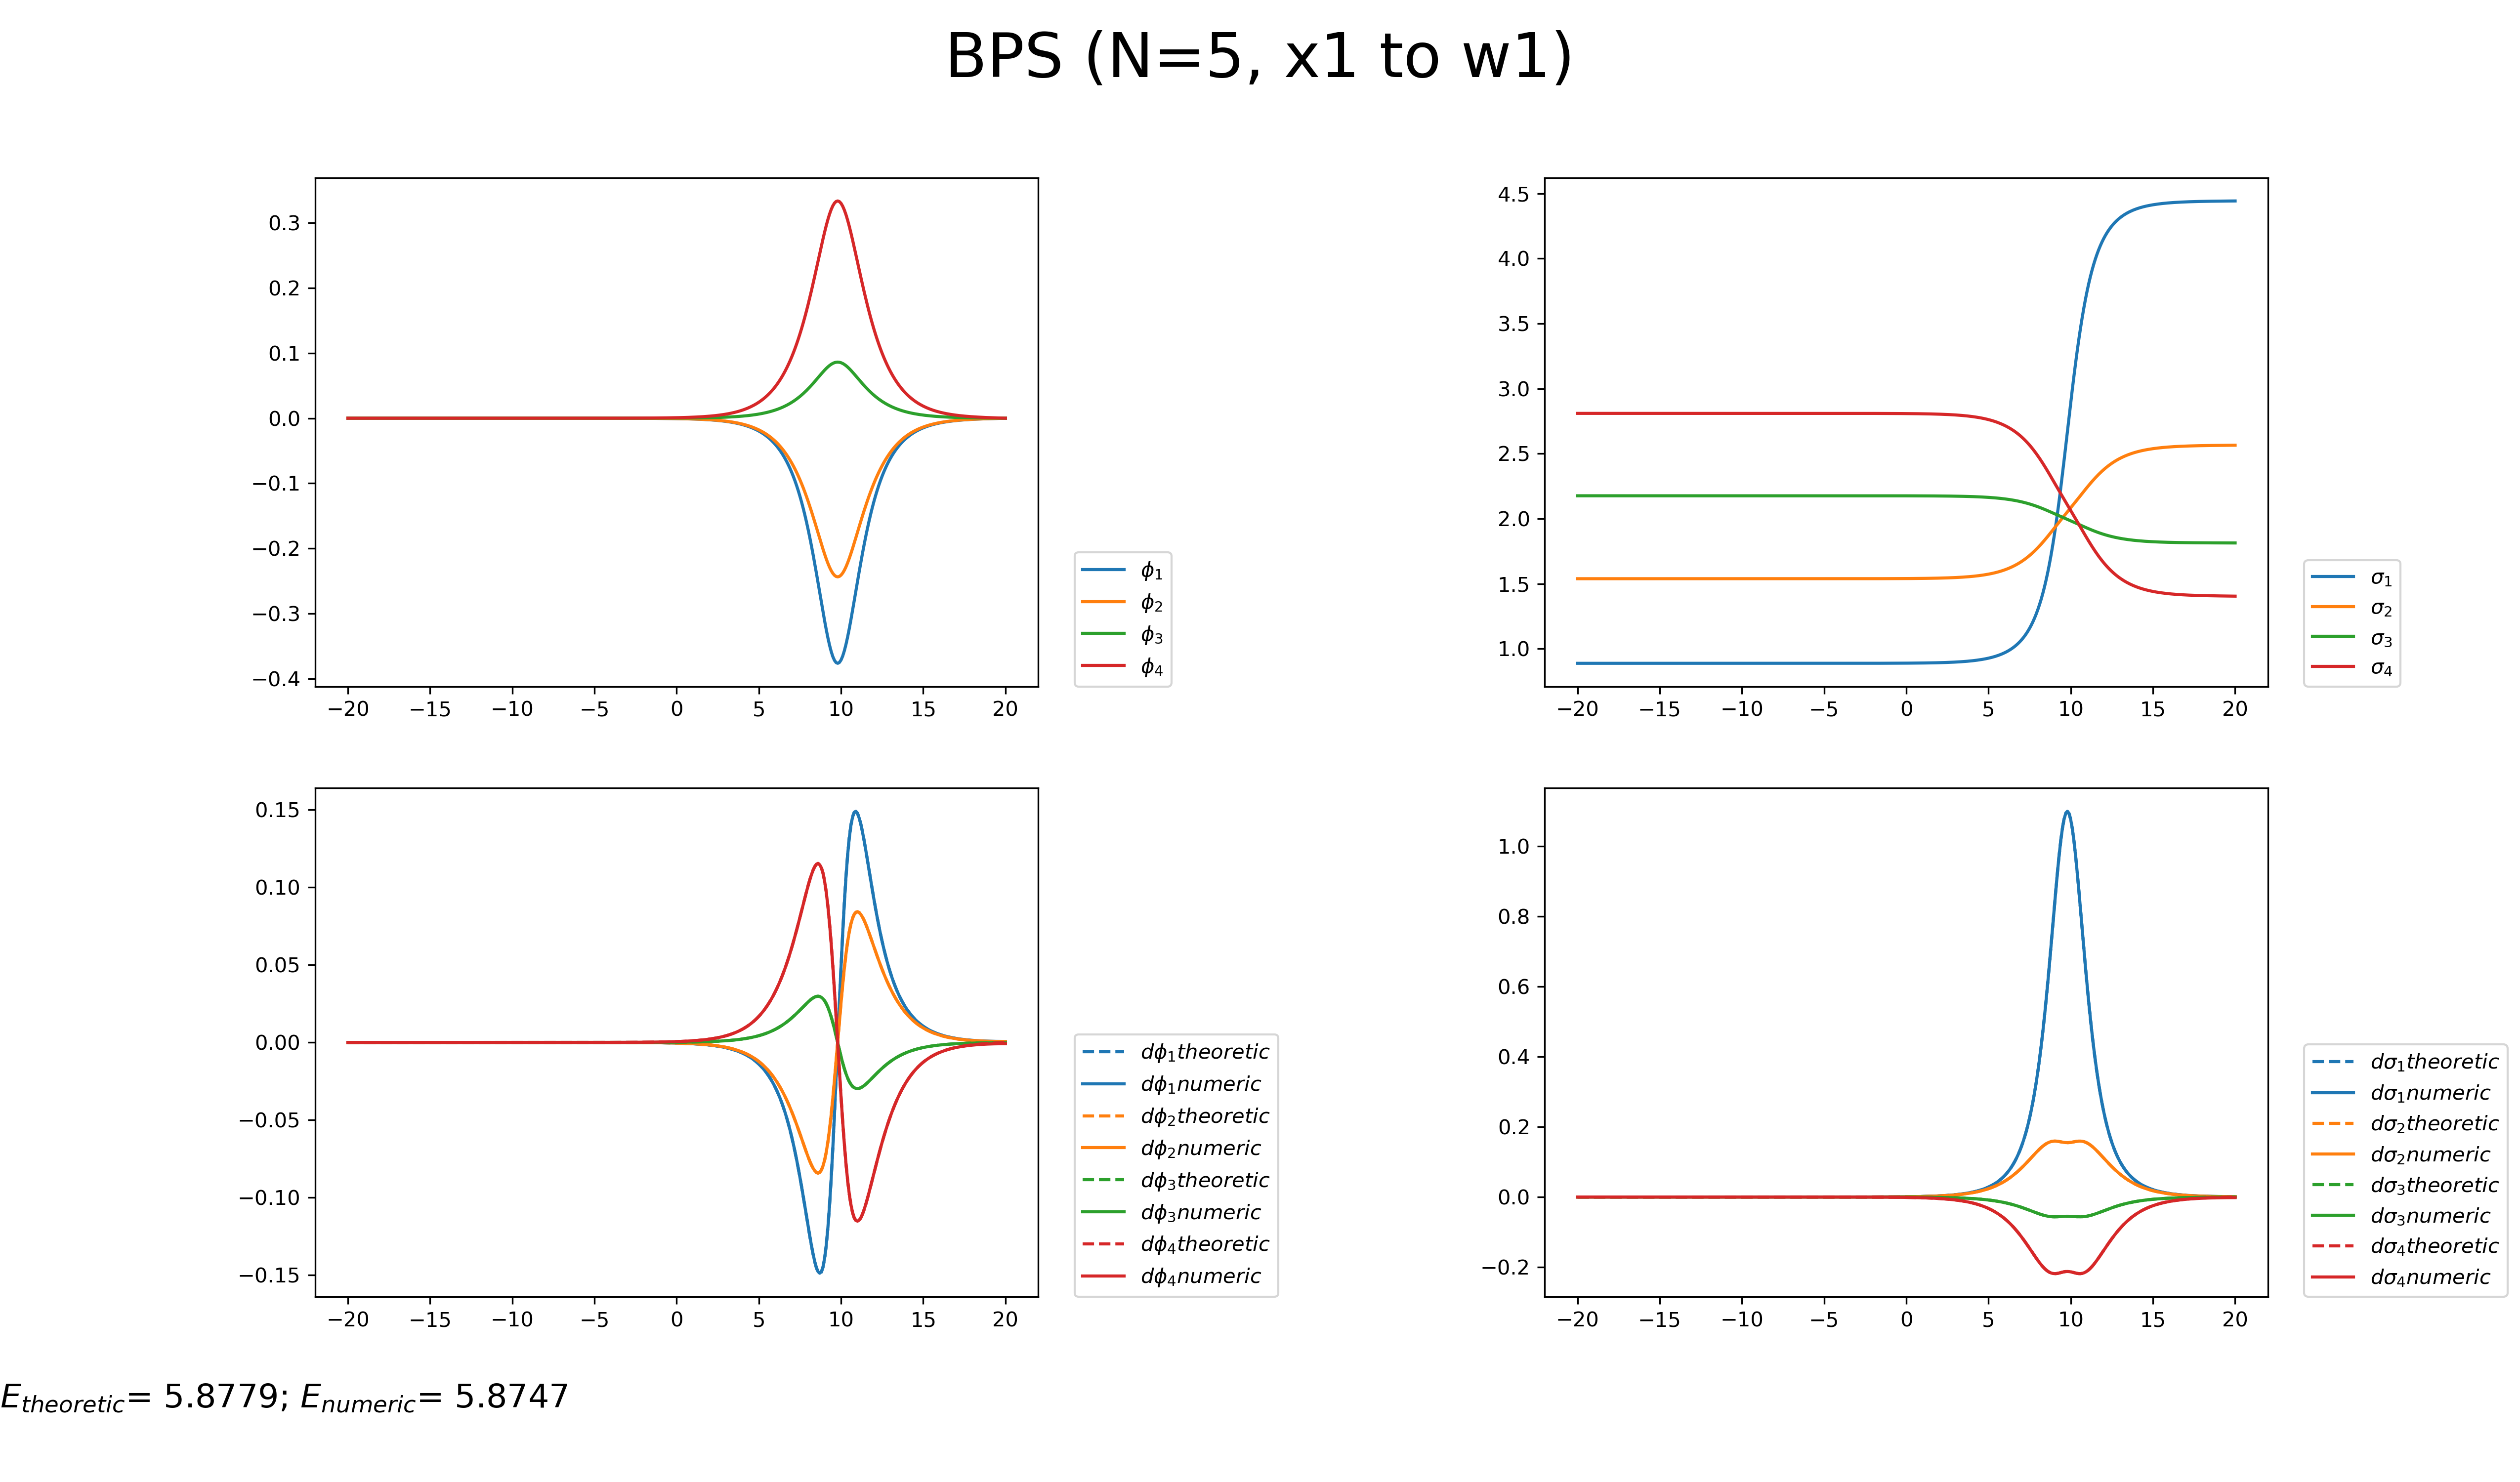 BPS (N=5, x1 to w1)
0.3
0.2
0.1
0.0
−0.1
−0.2
−0.3
−0.4
−20 −15 −10 −5 0 5 10 15 20
ϕ1
ϕ2
ϕ3
ϕ4
4.5
4.0
3.5
3.0
2.5
2.0
1.5
1.0
−20 −15 −10 −5 0 5 10 15 20
σ1
σ2
σ3
σ4
0.15
0.10
0.05
0.00
−0.05
−0.10
−0.15
−20 −15 −10 −5 0 5 10 15 20
dϕ1theoretic
dϕ1numeric
dϕ2theoretic
dϕ2numeric
dϕ3theoretic
dϕ3numeric
dϕ4theoretic
dϕ4numeric
1.0
0.8
0.6
0.4
0.2
0.0
−0.2
−20 −15 −10 −5 0 5 10 15 20
dσ1theoretic
dσ1numeric
dσ2theoretic
dσ2numeric
dσ3theoretic
dσ3numeric
dσ4theoretic
dσ4numeric
Etheoretic= 5.8779; Enumeric= 5.8747